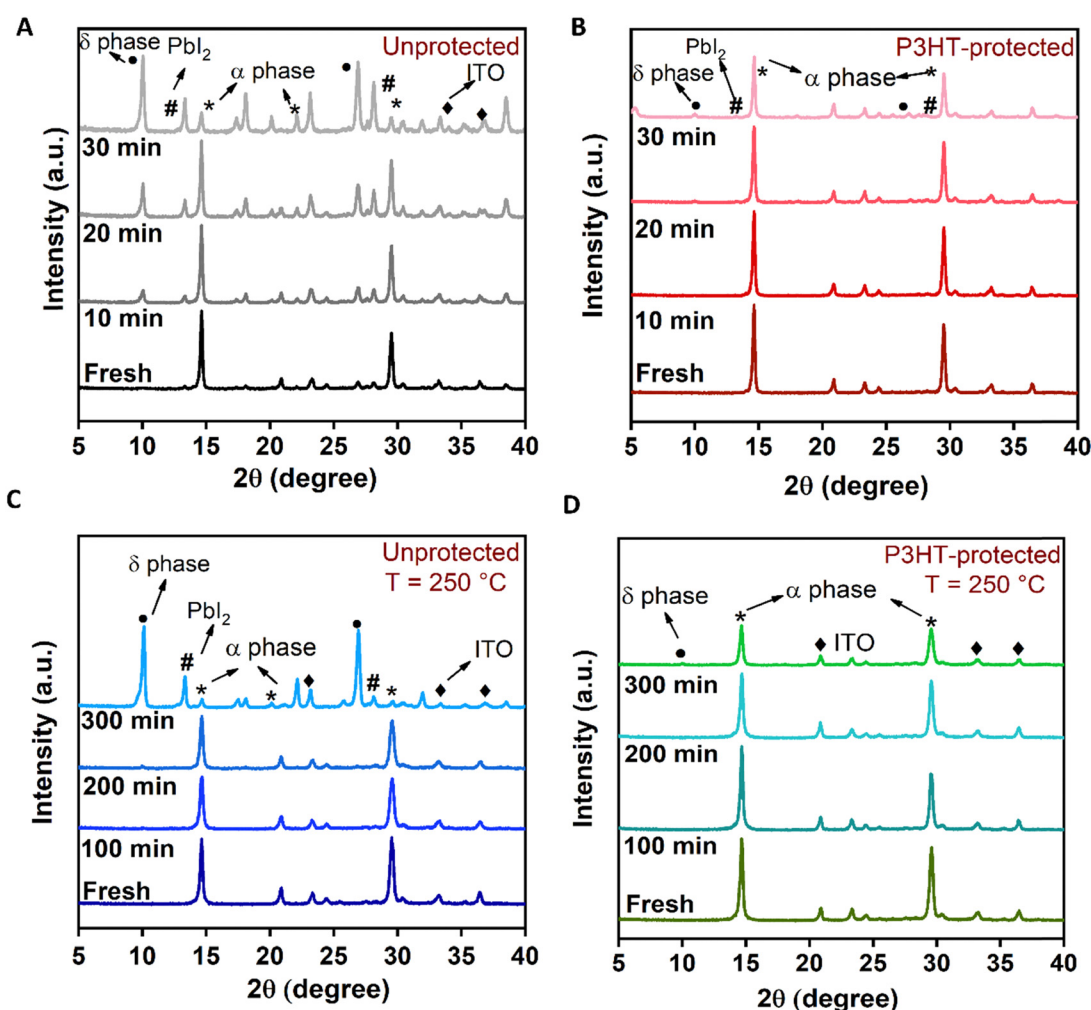 A
δ phase
PbI2
α phase
Unprotected
ITO
●
#
*
*
●
#
*
◆
◆
30 min
20 min
10 min
Fresh
Intensity (a.u.)
5 10 15 20 25 30 35 40
2θ (degree)
B
P3HT-protected
PbI2
δ phase
α phase
●
#
*
●
#
*
30 min
20 min
10 min
Fresh
Intensity (a.u.)
5 10 15 20 25 30 35 40
2θ (degree)
C
Unprotected
T = 250 °C
δ phase
PbI2
α phase
ITO
●
#
*
*
◆
●
#
*
◆
◆
300 min
200 min
100 min
Fresh
Intensity (a.u.)
5 10 15 20 25 30 35 40
2θ (degree)
D
P3HT-protected
T = 250 °C
δ phase
α phase
●
*
◆ ITO
*
◆
◆
300 min
200 min
100 min
Fresh
Intensity (a.u.)
5 10 15 20 25 30 35 40
2θ (degree)